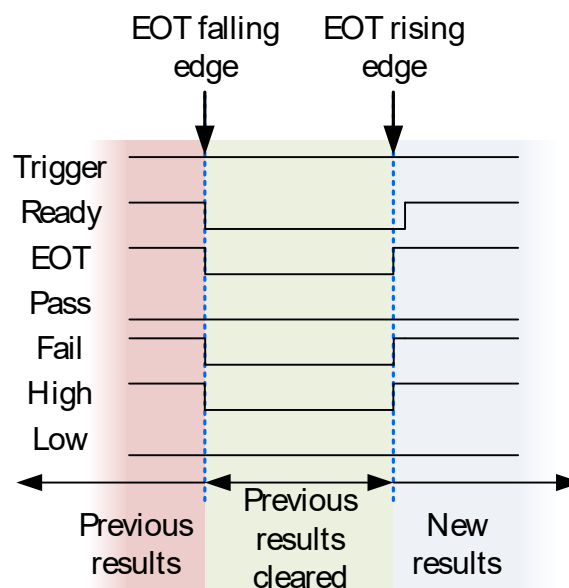 EOT falling
edge
EOT rising
edge
Trigger
Ready
EOT
Pass
Fail
High
Low
Previous
results
Previous
results
cleared
New
results